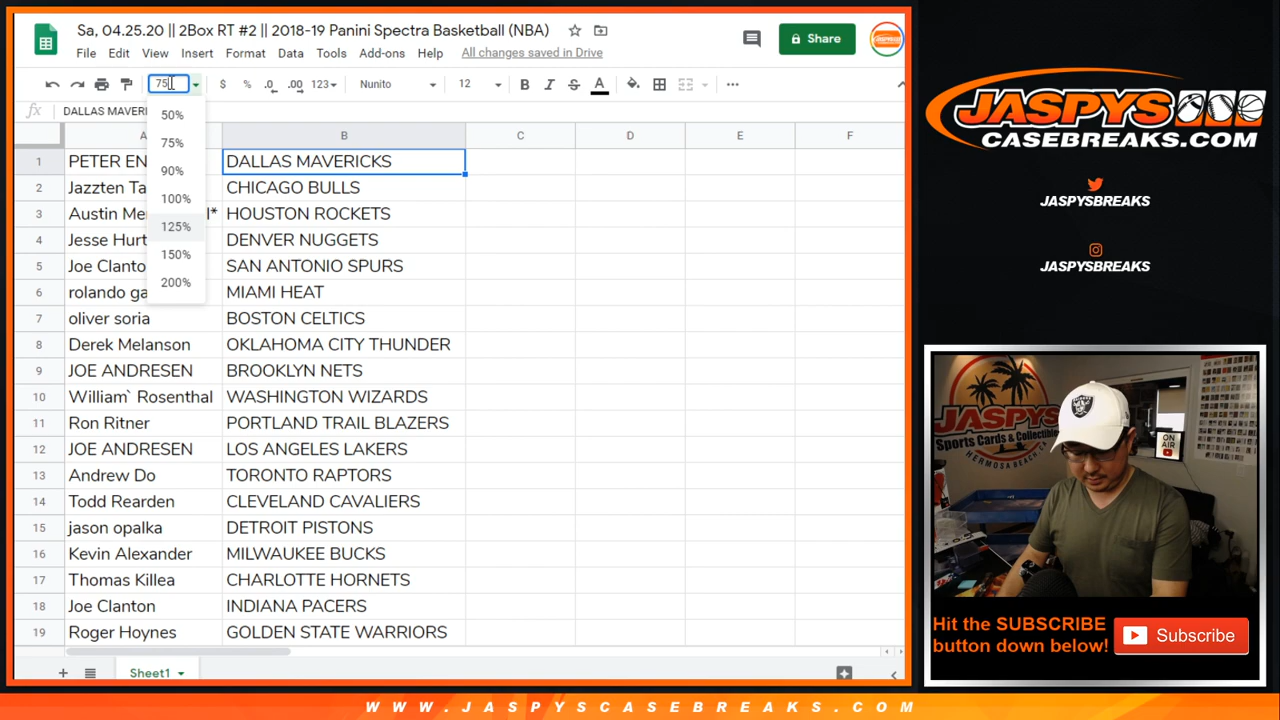 Sa, 04.25.20 || 2Box RT #2 || 2018-19 Panini Spectra Basketball (NBA)
File Edit View Insert Format Data Tools Add-ons Help All changes saved in Drive
Share
75 $ % .0 .00 123 Nunito 12 B I S A
fx DALLAS MAVERI
50%
75%
90%
100%
125%
150%
200%
A B C D E F
1 PETER EN DALLAS MAVERICKS
2 Jazzten Ta CHICAGO BULLS
3 Austin Me l* HOUSTON ROCKETS
4 Jesse Hurt DENVER NUGGETS
5 Joe Clanto SAN ANTONIO SPURS
6 rolando ga MIAMI HEAT
7 oliver soria BOSTON CELTICS
8 Derek Melanson OKLAHOMA CITY THUNDER
9 JOE ANDRESEN BROOKLYN NETS
10 William` Rosenthal WASHINGTON WIZARDS
11 Ron Ritner PORTLAND TRAIL BLAZERS
12 JOE ANDRESEN LOS ANGELES LAKERS
13 Andrew Do TORONTO RAPTORS
14 Todd Rearden CLEVELAND CAVALIERS
15 jason opalka DETROIT PISTONS
16 Kevin Alexander MILWAUKEE BUCKS
17 Thomas Killea CHARLOTTE HORNETS
18 Joe Clanton INDIANA PACERS
19 Roger Hoynes GOLDEN STATE WARRIORS
Sheet1
JASPYS
CASEBREAKS.COM
JASPYSBREAKS
JASPYSBREAKS
JASPYS
Sports Cards & Collectibles
HERMOSA BEACH, CA
ON AIR
RAIDERS
Hit the SUBSCRIBE
button down below!
Subscribe
WWW.JASPYSCASEBREAKS.COM